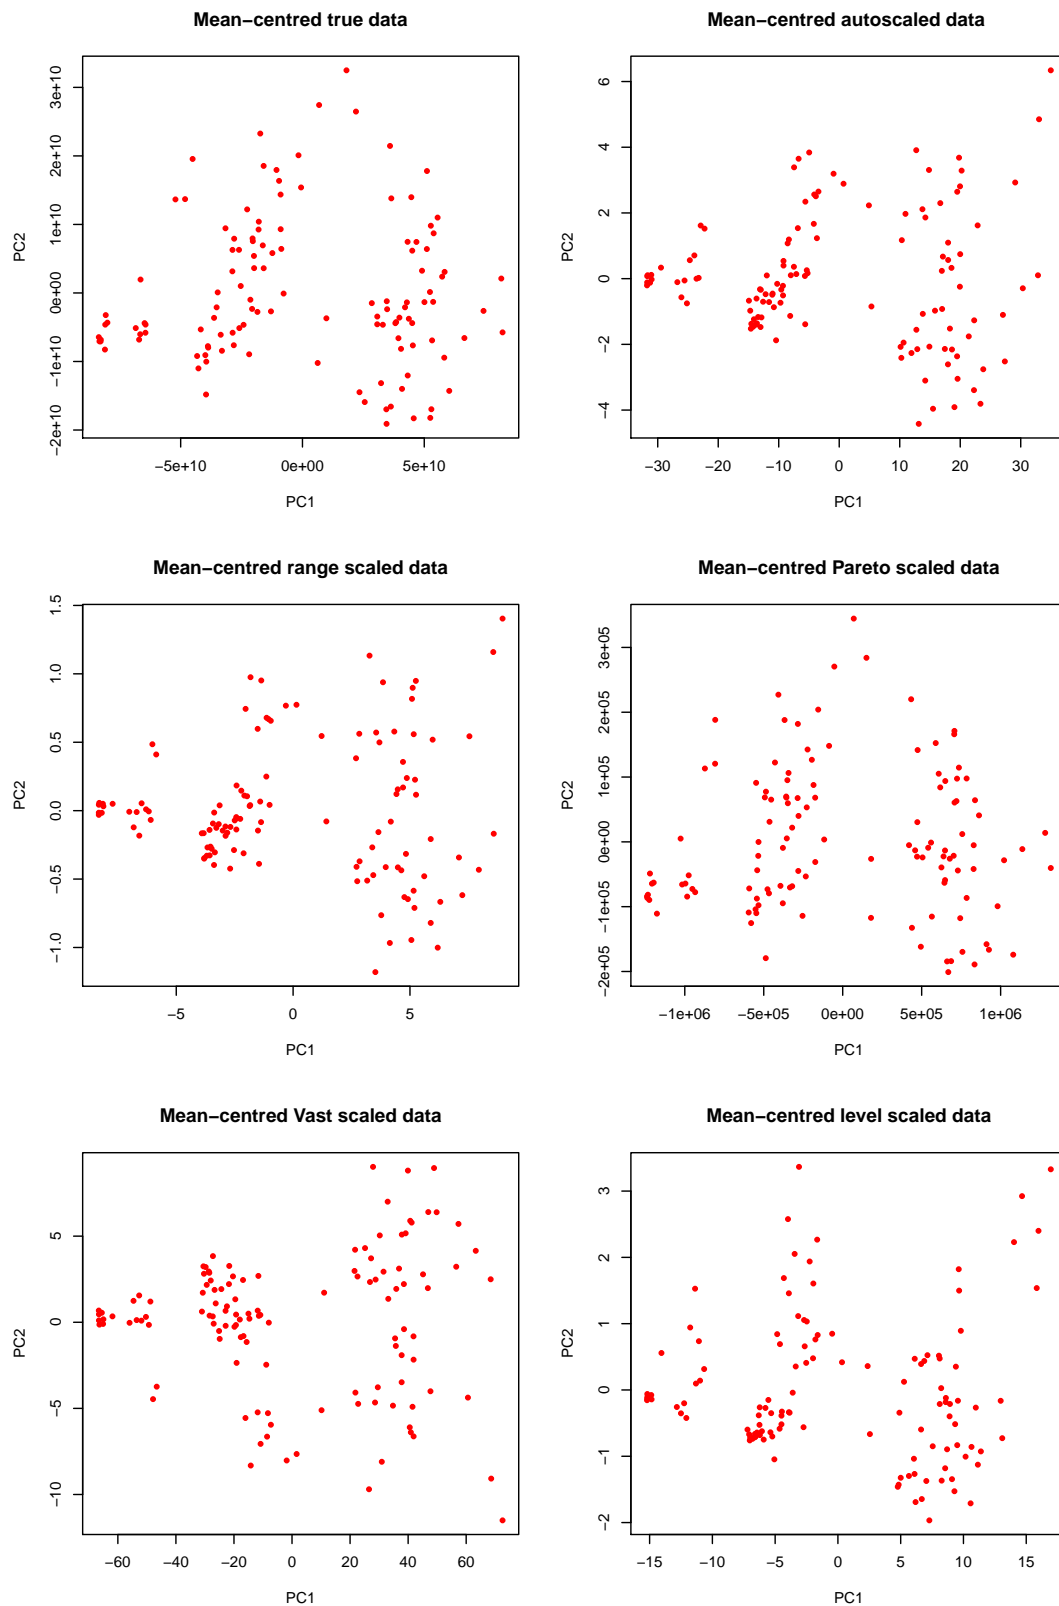 Mean−centred true data
−5e+10 0e+00 5e+10
−2e+10 −1e+10 0e+00 1e+10 2e+10 3e+10
PC1
PC2
Mean−centred autoscaled data
−30 −20 −10 0 10 20 30
−4 −2 0 2 4 6
PC1
PC2
Mean−centred range scaled data
−5 0 5
−1.0 −0.5 0.0 0.5 1.0 1.5
PC1
PC2
Mean−centred Pareto scaled data
−1e+06 −5e+05 0e+00 5e+05 1e+06
−2e+05 −1e+05 0e+00 1e+05 2e+05 3e+05
PC1
PC2
Mean−centred Vast scaled data
−60 −40 −20 0 20 40 60
−10 −5 0 5
PC1
PC2
Mean−centred level scaled data
−15 −10 −5 0 5 10 15
−2 −1 0 1 2 3
PC1
PC2